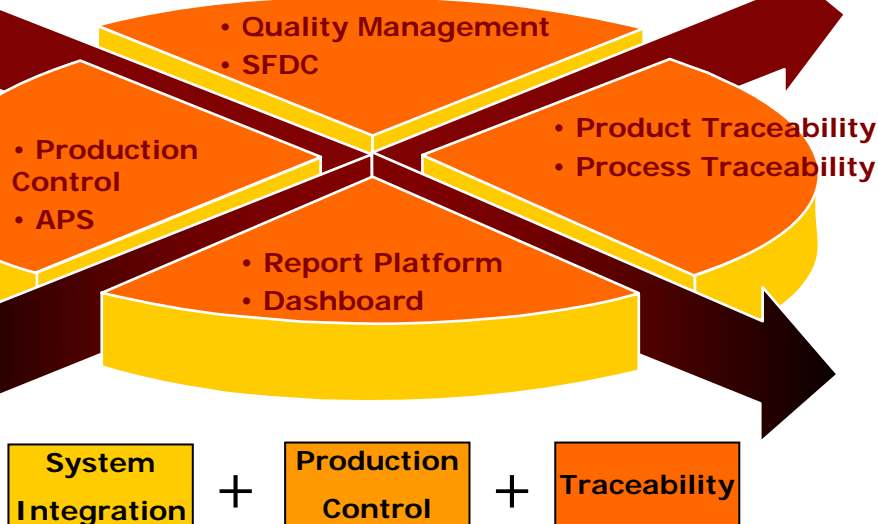 • Quality Management
• SFDC
• Product Traceability
• Process Traceability
• Production
Control
• APS
• Report Platform
• Dashboard
System
Integration
+
Production
Control
+
Traceability